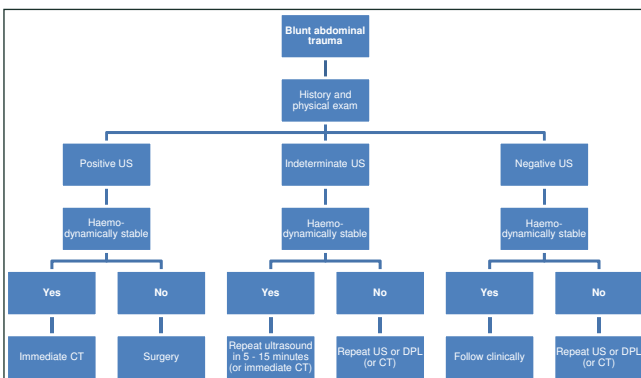 Blunt abdominal
trauma
History and
physical exam
Positive US
Indeterminate US
Negative US
Haemo-
dynamically stable
Haemo-
dynamically stable
Haemo-
dynamically stable
Yes
No
Yes
No
Yes
No
Immediate CT
Surgery
Repeat ultrasound
in 5 - 15 minutes
(or immediate CT)
Repeat US or DPL
(or CT)
Follow clinically
Repeat US or DPL
(or CT)